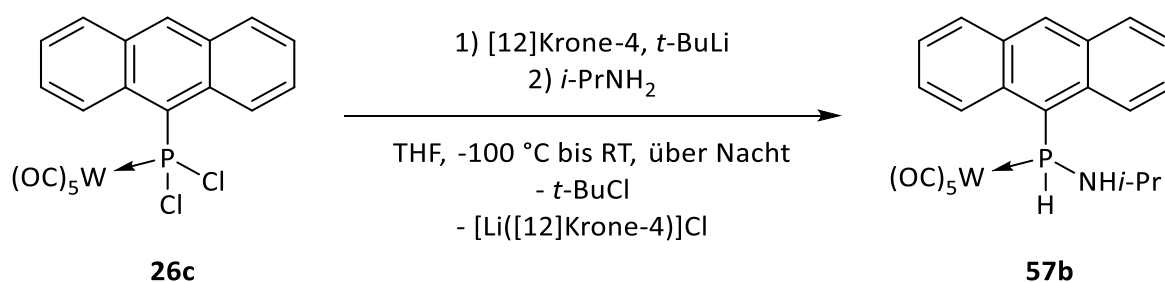 1) [12]Krone-4, t-BuLi
2) i-PrNH₂
THF, -100 °C bis RT, über Nacht
- t-BuCl
- [Li([12]Krone-4)]Cl
(OC)₅W
P
Cl
Cl
26c
(OC)₅W
P
NHi-Pr
H
57b